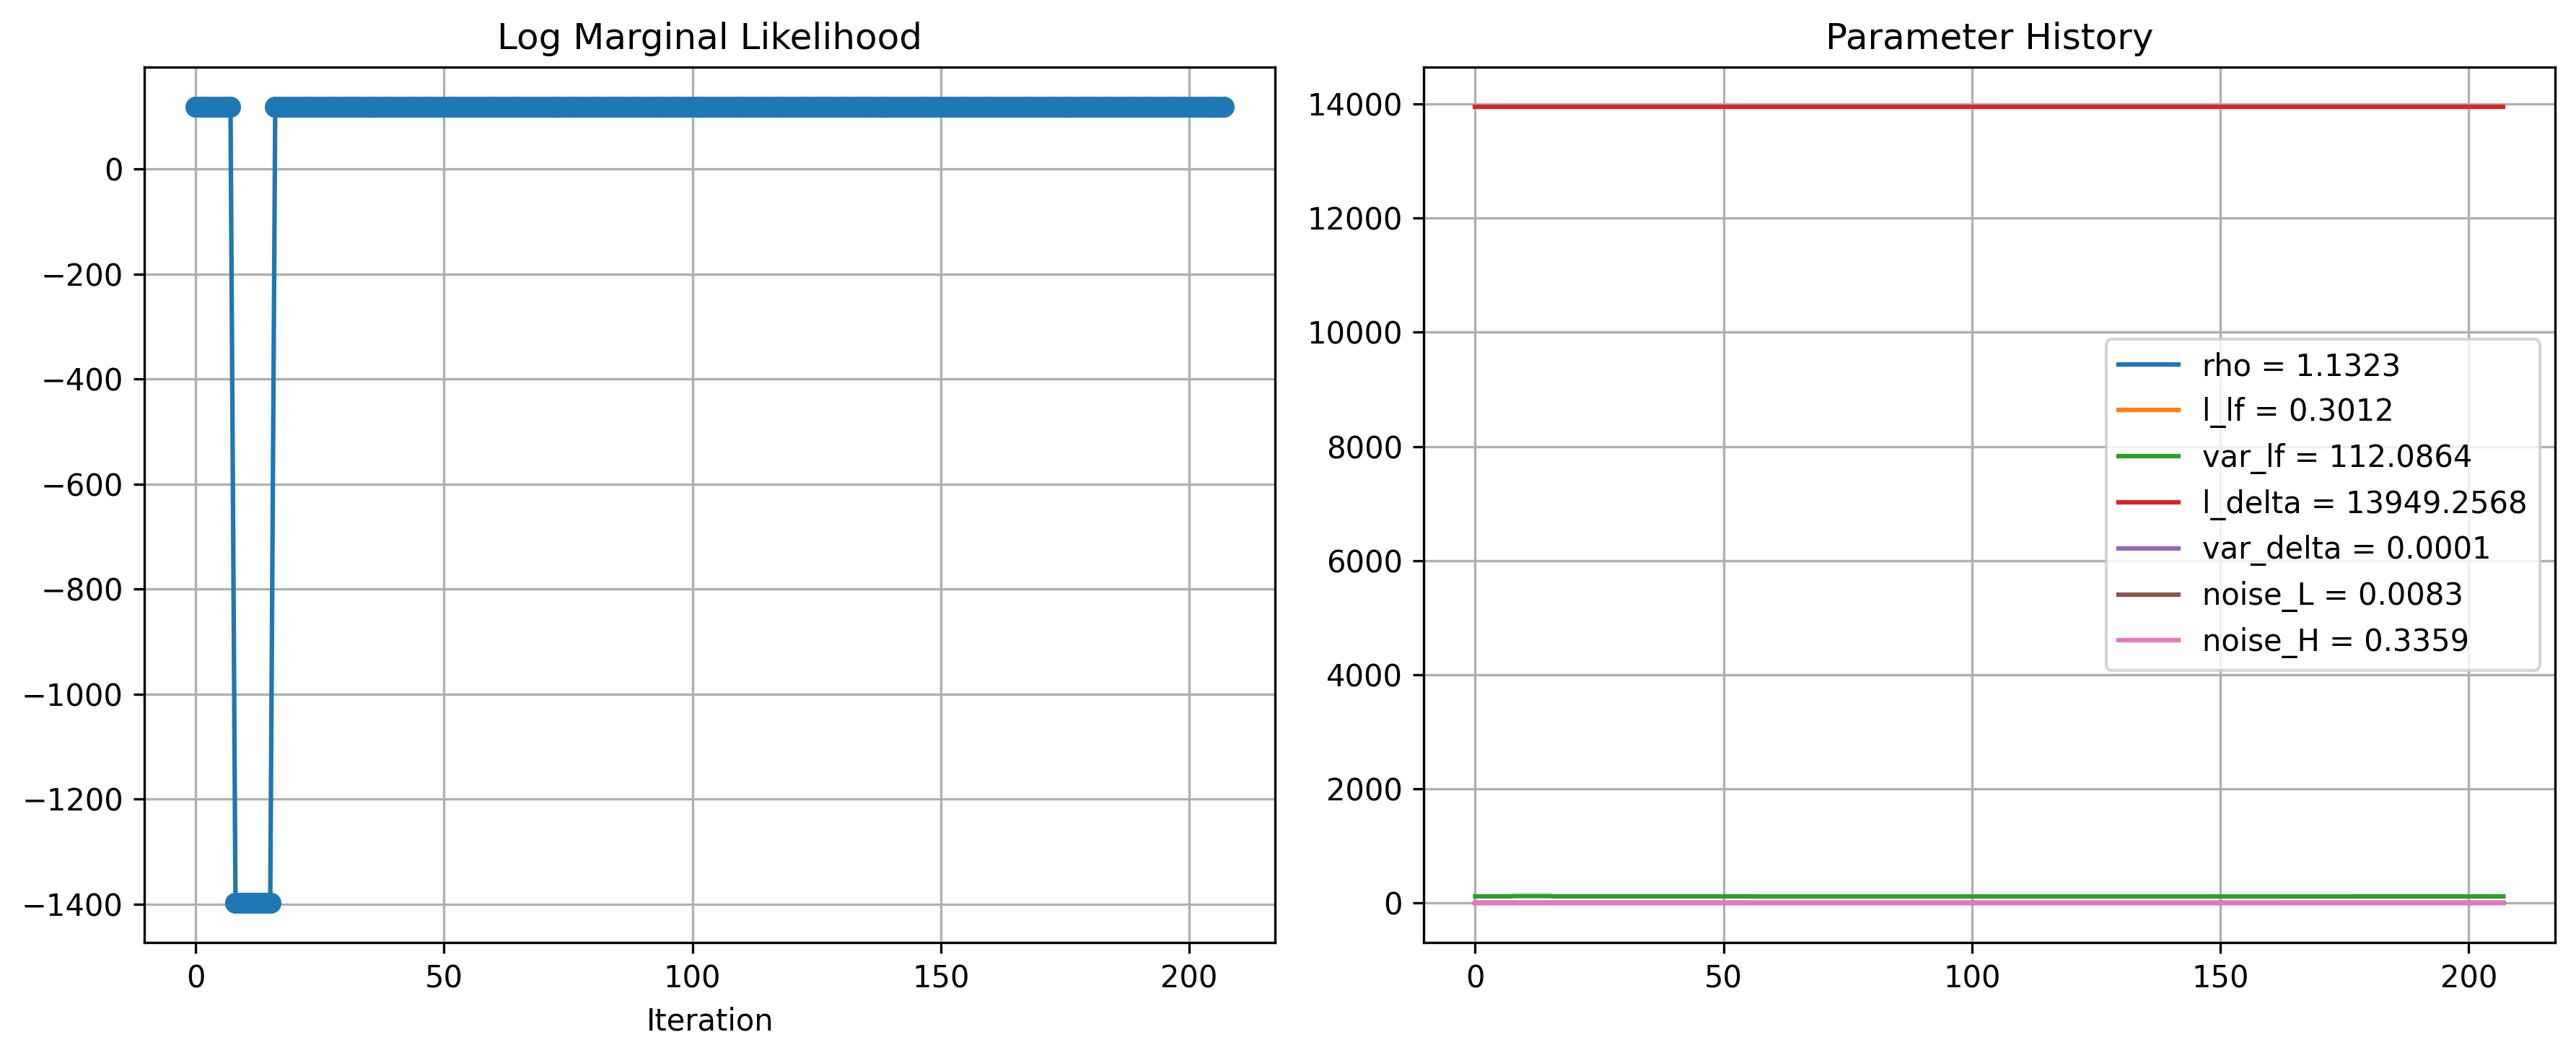 Log Marginal Likelihood
0
−200
−400
−600
−800
−1000
−1200
−1400
0
50
100
150
200
Iteration
Parameter History
14000
12000
10000
8000
6000
4000
2000
0
rho = 1.1323
l_lf = 0.3012
var_lf = 112.0864
l_delta = 13949.2568
var_delta = 0.0001
noise_L = 0.0083
noise_H = 0.3359
0
50
100
150
200